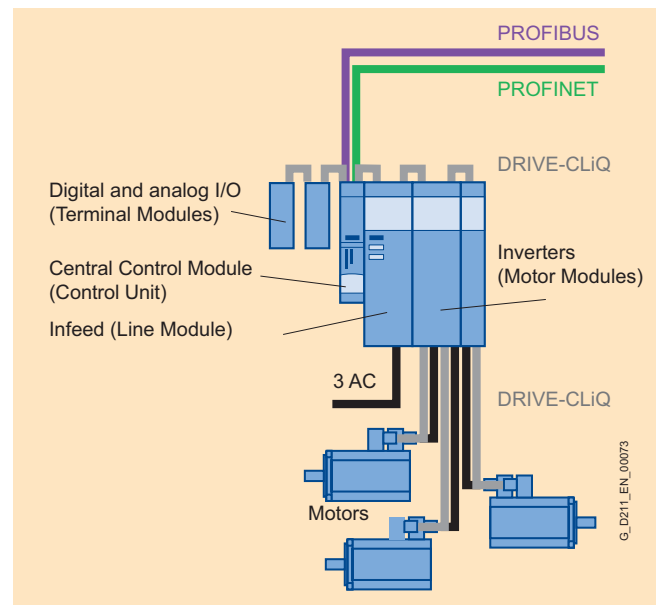 PROFIBUS
PROFINET
DRIVE-CLiQ
Digital and analog I/O
(Terminal Modules)
Central Control Module
(Control Unit)
Infeed (Line Module)
Inverters
(Motor Modules)
3 AC
DRIVE-CLiQ
Motors
G_D211_EN_00073